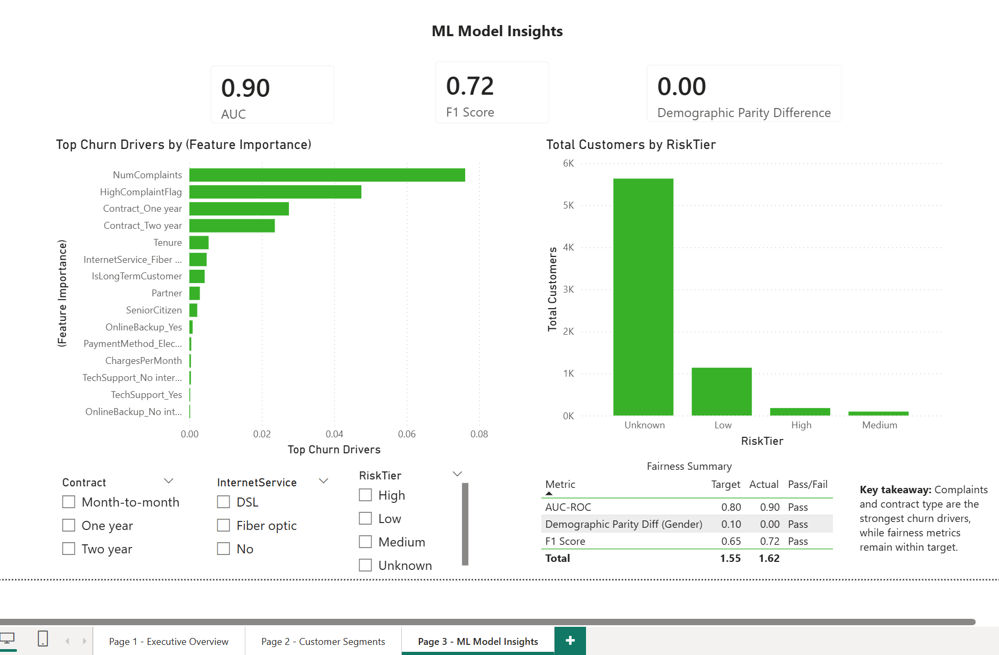 ML Model Insights
0.90
AUC
0.72
F1 Score
0.00
Demographic Parity Difference
Top Churn Drivers by (Feature Importance)
(Feature Importance)
NumComplaints
HighComplaintFlag
Contract_One year
Contract_Two year
Tenure
InternetService_Fiber ...
IsLongTermCustomer
Partner
SeniorCitizen
OnlineBackup_Yes
PaymentMethod_Elec...
ChargesPerMonth
TechSupport_No inter...
TechSupport_Yes
OnlineBackup_No int...
0.00 0.02 0.04 0.06 0.08
Top Churn Drivers
Total Customers by RiskTier
Total Customers
6K
5K
4K
3K
2K
1K
0K
Unknown Low High Medium
RiskTier
Contract
Month-to-month
One year
Two year
InternetService
DSL
Fiber optic
No
RiskTier
High
Low
Medium
Unknown
Fairness Summary
Metric Target Actual Pass/Fail
AUC-ROC 0.80 0.90 Pass
Demographic Parity Diff (Gender) 0.10 0.00 Pass
F1 Score 0.65 0.72 Pass
Total 1.55 1.62
Key takeaway: Complaints
and contract type are the
strongest churn drivers,
while fairness metrics
remain within target.
Page 1 - Executive Overview
Page 2 - Customer Segments
Page 3 - ML Model Insights
+